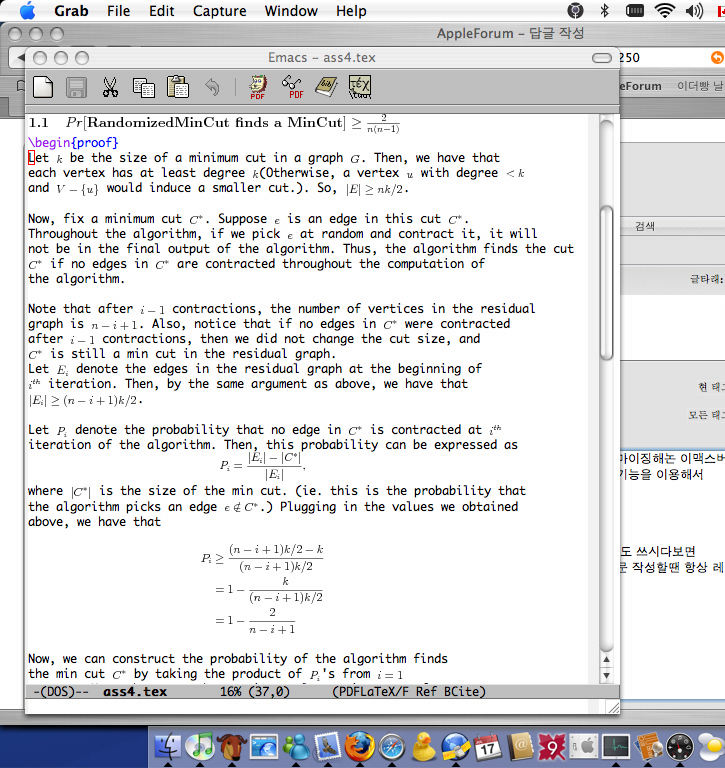 Grab File Edit Capture Window Help
AppleForum – 답글 작성
Emacs – ass4.tex
250
eForum 이더빵 날
PDF PDF
1.1 Pr[RandomizedMinCut finds a MinCut] ≥ 2/(n(n−1))
\begin{proof}
Let k be the size of a minimum cut in a graph G. Then, we have that
each vertex has at least degree k(Otherwise, a vertex u with degree < k
and V − {u} would induce a smaller cut.). So, |E| ≥ nk/2.
Now, fix a minimum cut C*. Suppose e is an edge in this cut C*.
Throughout the algorithm, if we pick e at random and contract it, it will
not be in the final output of the algorithm. Thus, the algorithm finds the cut
C* if no edges in C* are contracted throughout the computation of
the algorithm.
Note that after i − 1 contractions, the number of vertices in the residual
graph is n − i + 1. Also, notice that if no edges in C* were contracted
after i − 1 contractions, then we did not change the cut size, and
C* is still a min cut in the residual graph.
Let E_i denote the edges in the residual graph at the beginning of
i^th iteration. Then, by the same argument as above, we have that
|E_i| ≥ (n − i + 1)k/2.
Let P_i denote the probability that no edge in C* is contracted at i^th
iteration of the algorithm. Then, this probability can be expressed as
P_i = (|E_i| − |C*|)/|E_i|,
where |C*| is the size of the min cut. (ie. this is the probability that
the algorithm picks an edge e ∉ C*.) Plugging in the values we obtained
above, we have that
P_i ≥ ((n − i + 1)k/2 − k)/((n − i + 1)k/2)
= 1 − k/((n − i + 1)k/2)
= 1 − 2/(n − i + 1)
Now, we can construct the probability of the algorithm finds
the min cut C* by taking the product of P_i's from i = 1
-(DOS)-- ass4.tex 16% (37,0) (PDFLaTeX/F Ref BCite)
검색
글타래:
현 태그
모든 태그
마이징해논 이맥스버
기능을 이용해서
도 쓰시다보면
작성할땐 항상 레
17
9